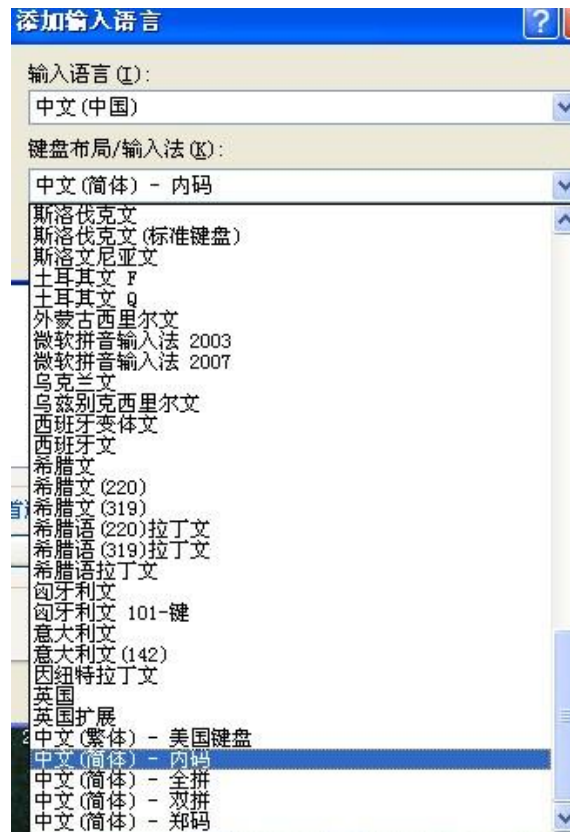 添加输入语言
输入语言(I):
中文(中国)
键盘布局/输入法(K):
中文(简体) - 内码
斯洛伐克文
斯洛伐克文(标准键盘)
斯洛文尼亚文
土耳其文 F
土耳其文 Q
外蒙古西里尔文
微软拼音输入法 2003
微软拼音输入法 2007
乌克兰文
乌兹别克西里尔文
西班牙变体文
西班牙文
希腊文
希腊文(220)
希腊文(319)
希腊语(220)拉丁文
希腊语(319)拉丁文
希腊语拉丁文
匈牙利文
匈牙利文 101-键
意大利文
意大利文(142)
因纽特拉丁文
英国
英国扩展
中文(繁体) - 美国键盘
中文(简体) - 内码
中文(简体) - 全拼
中文(简体) - 双拼
中文(简体) - 郑码